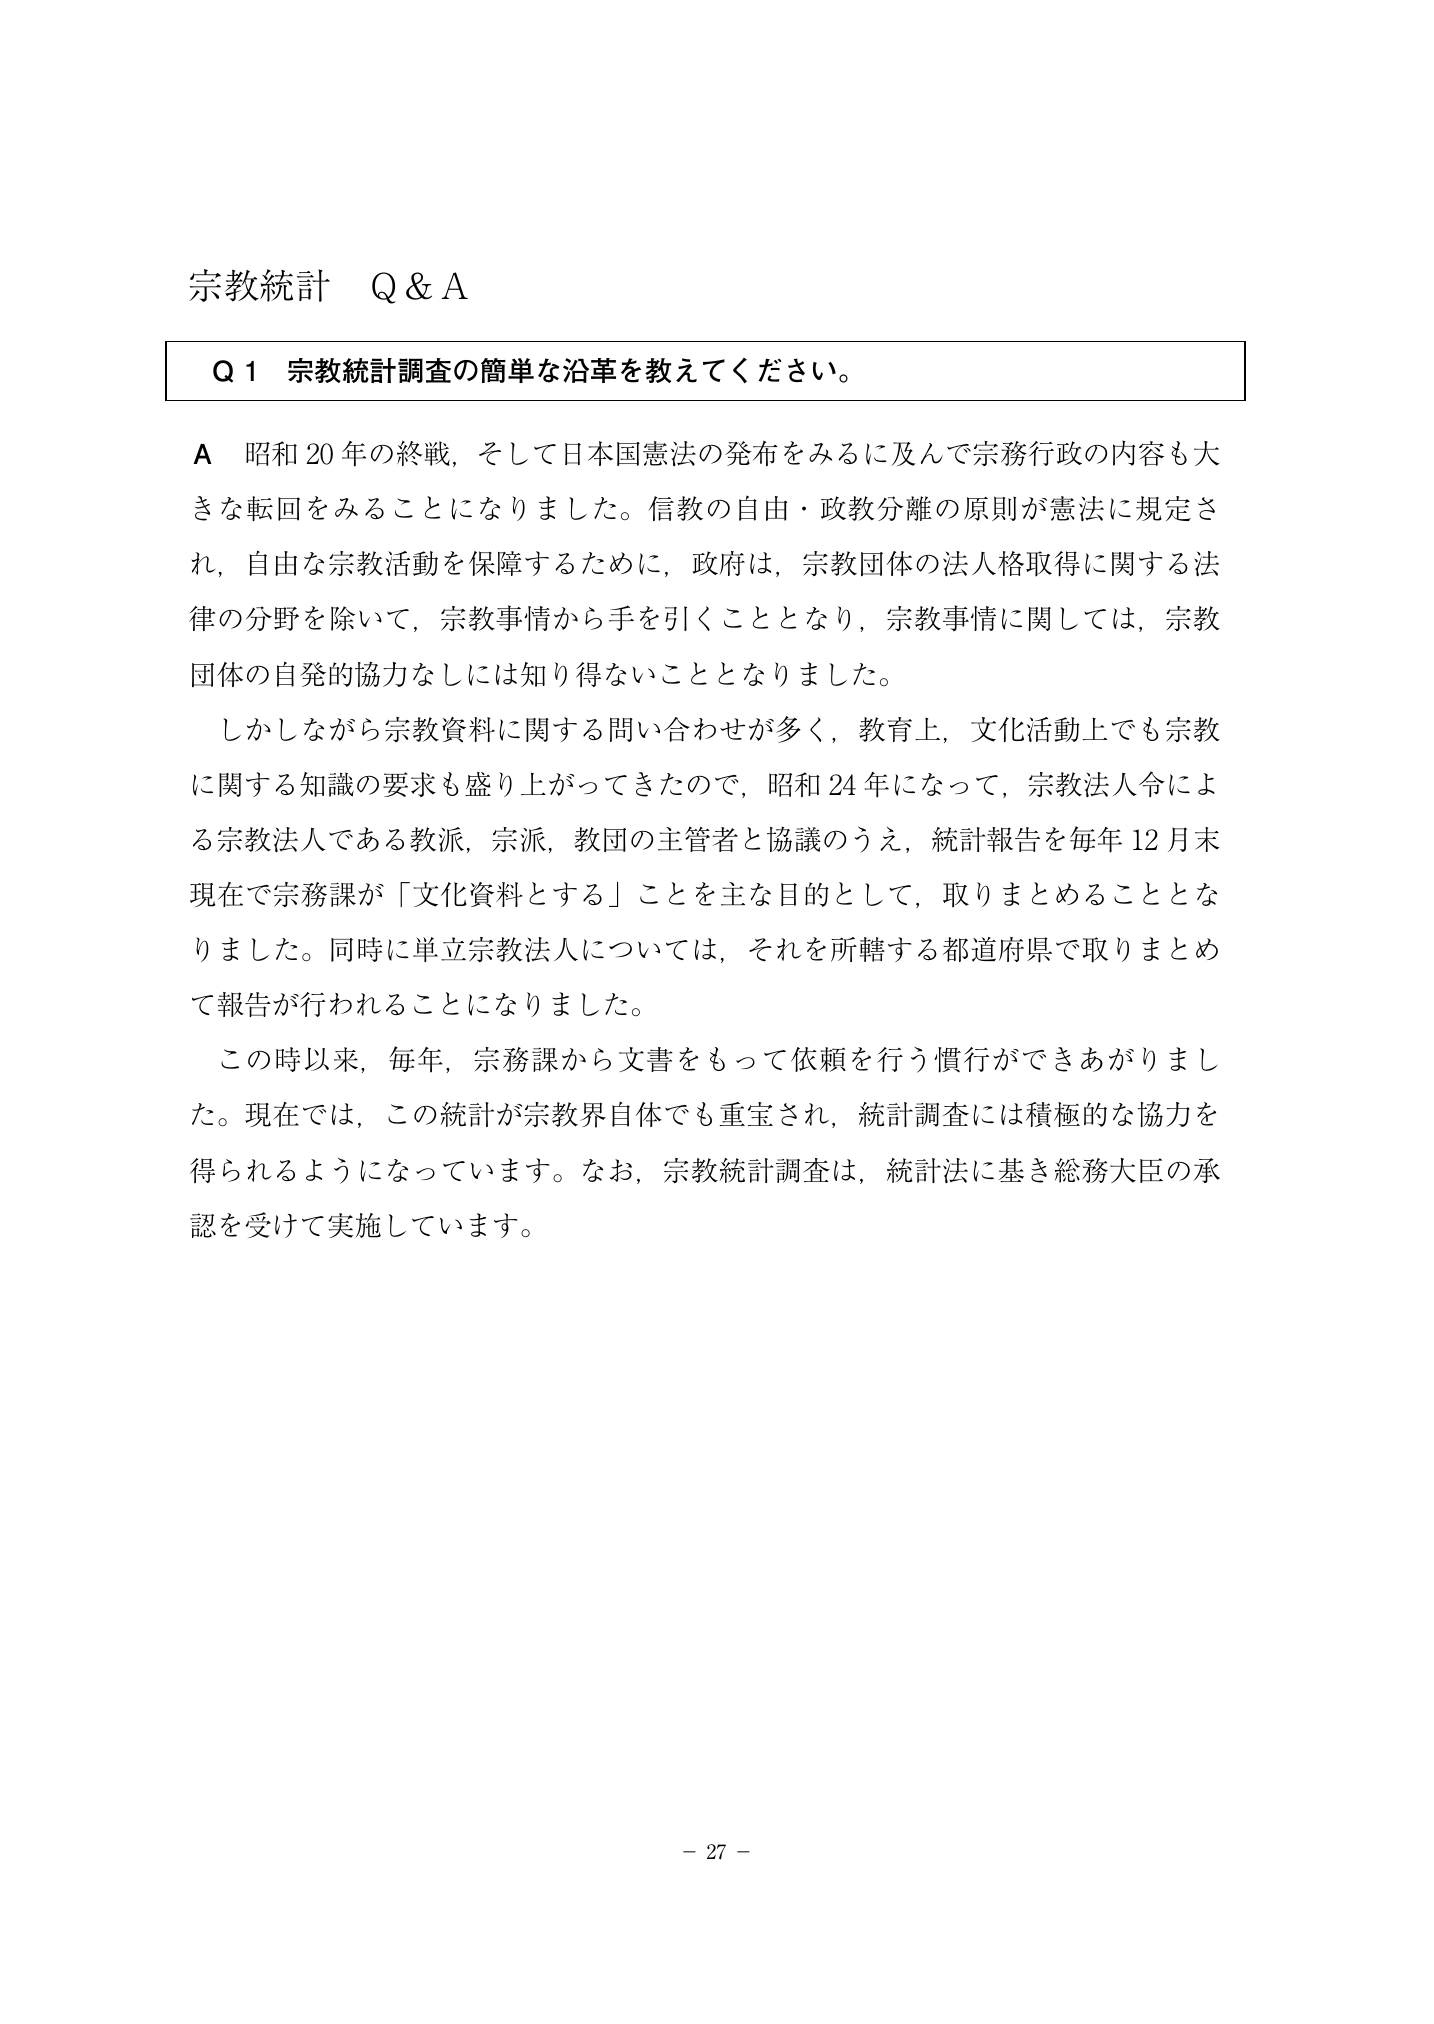 宗教統計　Q & A
Q 1　宗教統計調査の簡単な沿革を教えてください。
A　昭和 20 年の終戦，そして日本国憲法の発布をみるに及んで宗務行政の内容も大
きな転回をみることになりました。信教の自由・政教分離の原則が憲法に規定さ
れ，自由な宗教活動を保障するために，政府は，宗教団体の法人格取得に関する法
律の分野を除いて，宗教事情から手を引くこととなり，宗教事情に関しては，宗教
団体の自発的協力なしには知り得ないこととなりました。
　しかしながら宗教資料に関する問い合わせが多く，教育上，文化活動上でも宗教
に関する知識の要求も盛り上がってきたので，昭和 24 年になって，宗教法人令によ
る宗教法人である教派，宗派，教団の主管者と協議のうえ，統計報告を毎年 12 月末
現在で宗務課が「文化資料とする」ことを主な目的として，取りまとめることとな
りました。同時に単立宗教法人については，それを所轄する都道府県で取りまとめ
て報告が行われることになりました。
　この時以来，毎年，宗務課から文書をもって依頼を行う慣行ができあがりまし
た。現在では，この統計が宗教界自体でも重宝され，統計調査には積極的な協力を
得られるようになっています。なお，宗教統計調査は，統計法に基き総務大臣の承
認を受けて実施しています。
− 27 −